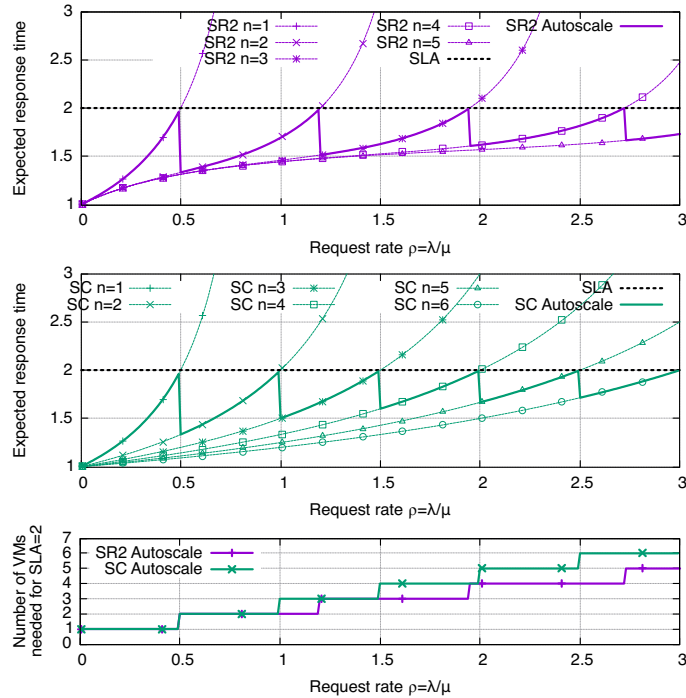 3
2.5
2
1.5
1
Expected response time
SR2 n=1
SR2 n=2
SR2 n=3
SR2 n=4
SR2 n=5
SLA
SR2 Autoscale
0 0.5 1 1.5 2 2.5 3
Request rate ρ=λ/μ
3
2.5
2
1.5
1
Expected response time
SC n=1
SC n=2
SC n=3
SC n=4
SC n=5
SC n=6
SLA
SC Autoscale
0 0.5 1 1.5 2 2.5 3
Request rate ρ=λ/μ
7
6
5
4
3
2
1
Number of VMs
needed for SLA=2
SR2 Autoscale
SC Autoscale
0 0.5 1 1.5 2 2.5 3
Request rate ρ=λ/μ